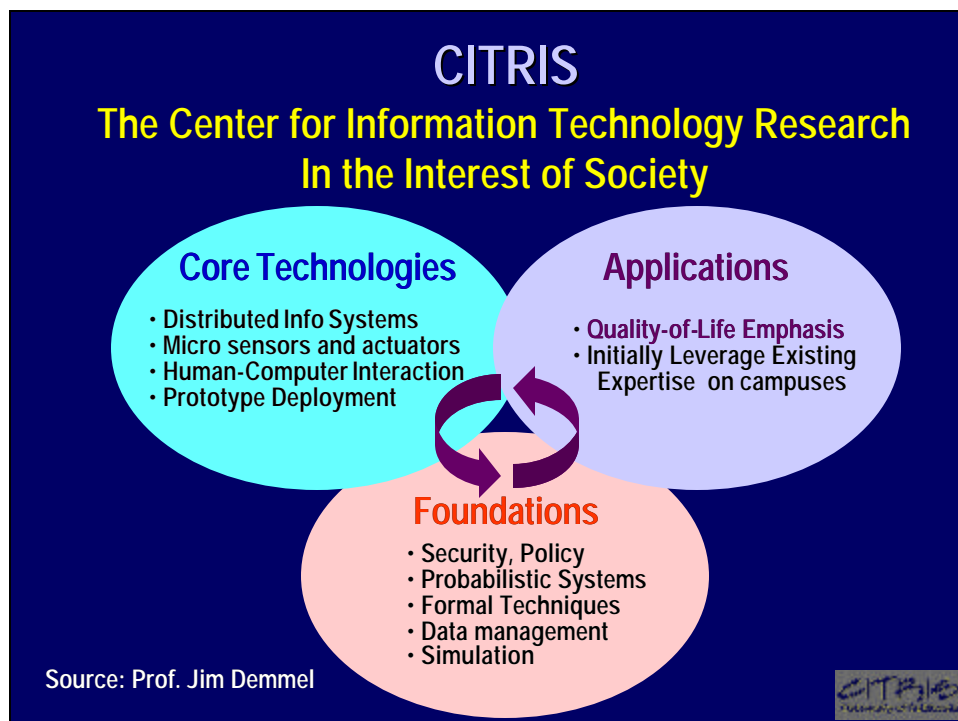 CITRIS
The Center for Information Technology Research
In the Interest of Society
Core Technologies
• Distributed Info Systems
• Micro sensors and actuators
• Human-Computer Interaction
• Prototype Deployment
Applications
• Quality-of-Life Emphasis
• Initially Leverage Existing
Expertise on campuses
Foundations
• Security, Policy
• Probabilistic Systems
• Formal Techniques
• Data management
• Simulation
Source: Prof. Jim Demmel
CITRIS